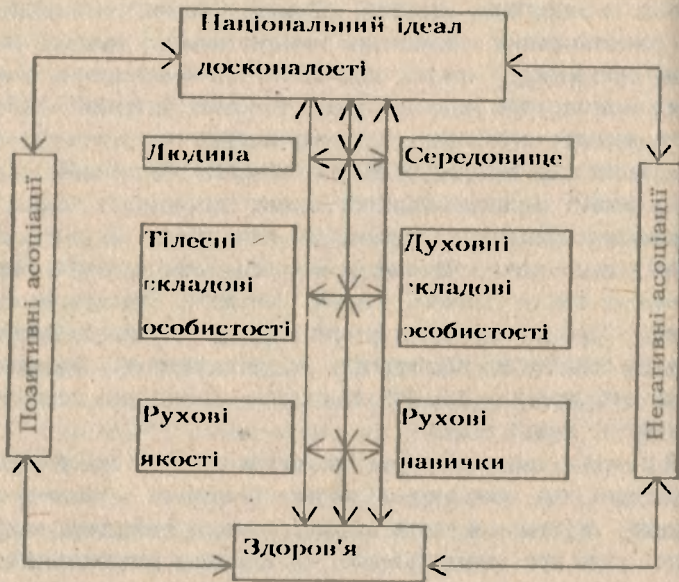 Національний ідеал
досконалості
Людина
Середовище
Тілесні
складові
особистості
Духовні
складові
особистості
Рухові
якості
Рухові
навички
Здоров'я
Позитивні асоціації
Негативні асоціації